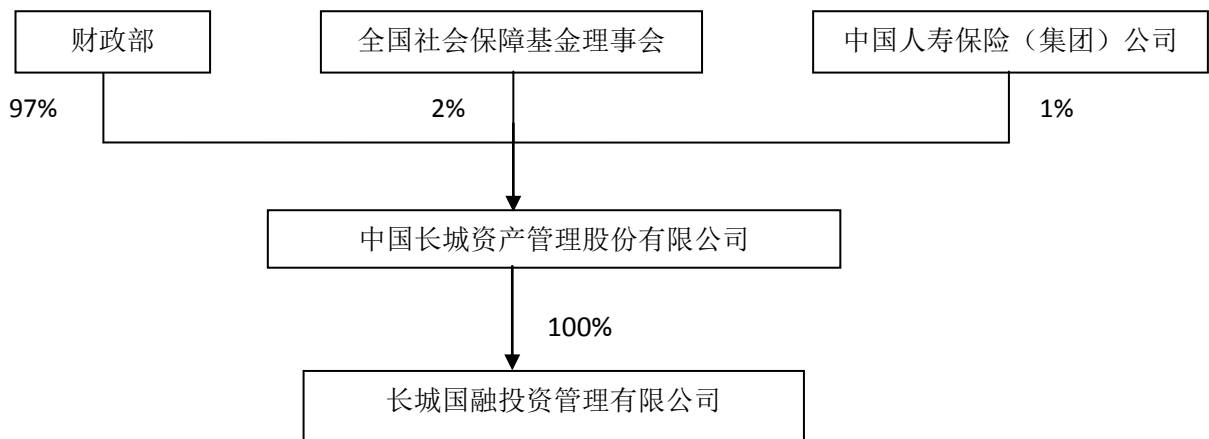 财政部
全国社会保障基金理事会
中国人寿保险（集团）公司
97%
2%
1%
中国长城资产管理股份有限公司
100%
长城国融投资管理有限公司